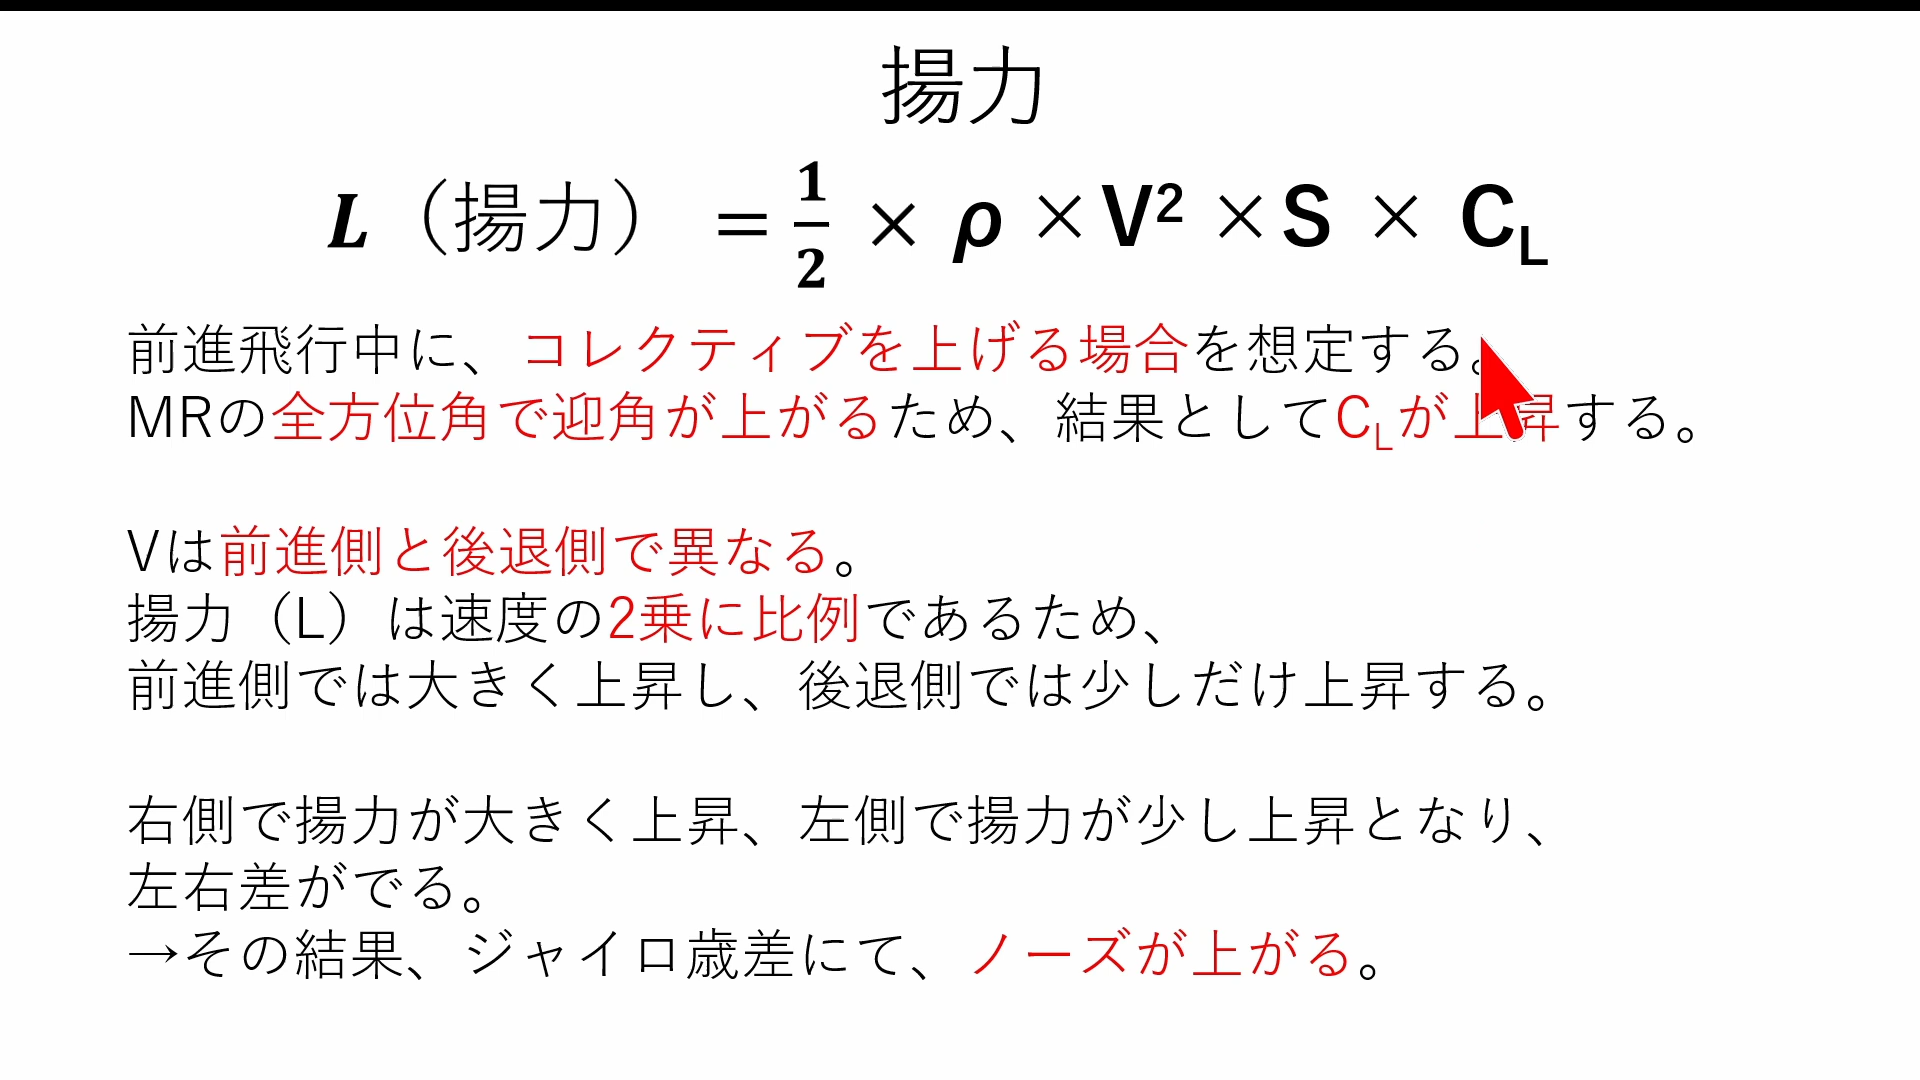 揚力
L（揚力） = 1/2 × ρ × V² × S × C_L
前進飛行中に、コレクティブを上げる場合を想定する。
MRの全方位角で迎角が上がるため、結果としてC_Lが上昇する。
Vは前進側と後退側で異なる。
揚力（L）は速度の2乗に比例であるため、
前進側では大きく上昇し、後退側では少しだけ上昇する。
右側で揚力が大きく上昇、左側で揚力が少し上昇となり、
左右差がでる。
→その結果、ジャイロ歳差にて、ノーズが上がる。